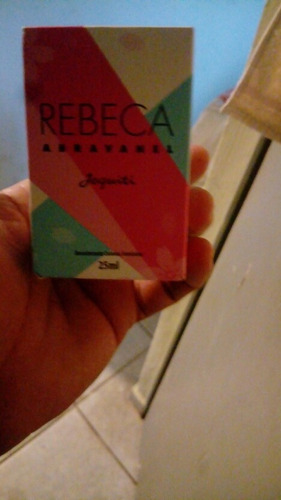 REBECA
ABRAVANEL
Jequiti
25ml